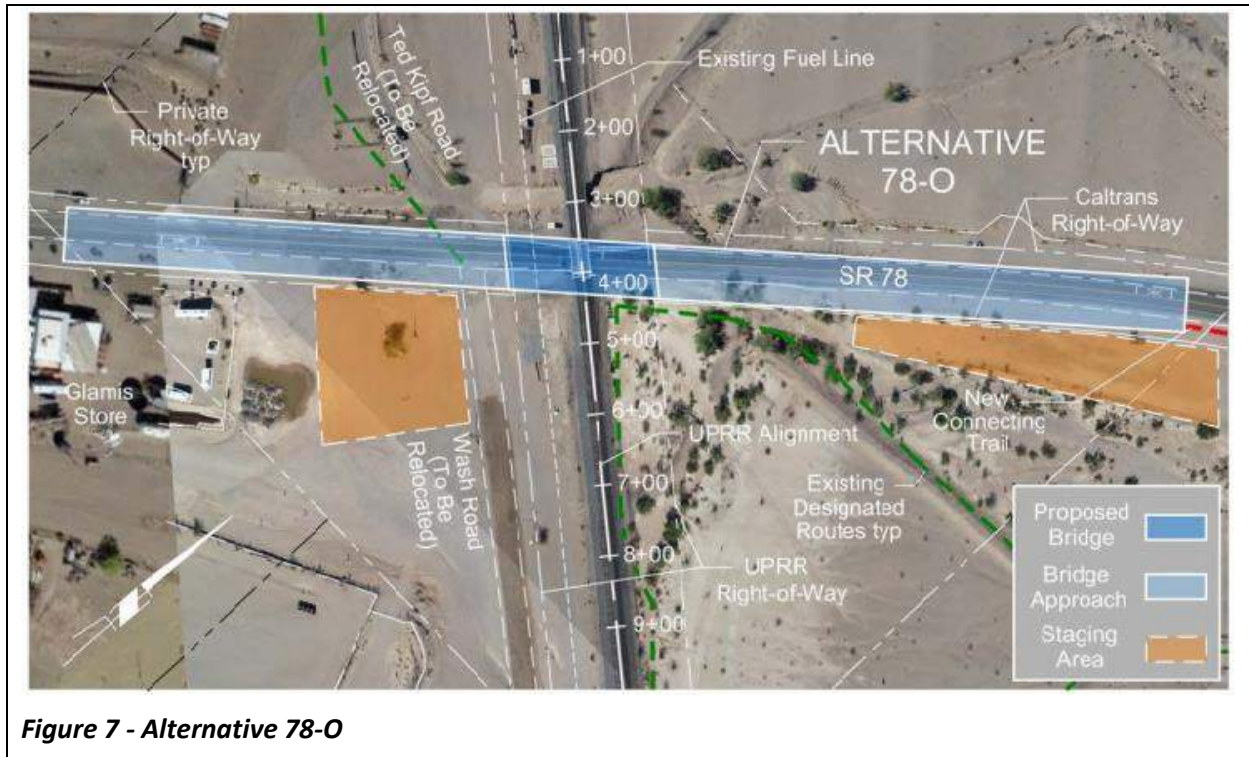 1+00
Existing Fuel Line
Ted Kipf Road
(To Be
Relocated)
Private
Right-of-Way
typ
2+00
ALTERNATIVE
78-O
3+00
Caltrans
Right-of-Way
4+00
SR 78
5+00
Glamis
Store
6+00
New
Connecting
Trail
UPRR Alignment
Wash Road
(To Be
Relocated)
7+00
Existing
Designated
Routes typ
8+00
UPRR
Right-of-Way
9+00
Proposed
Bridge
Bridge
Approach
Staging
Area
Figure 7 - Alternative 78-O